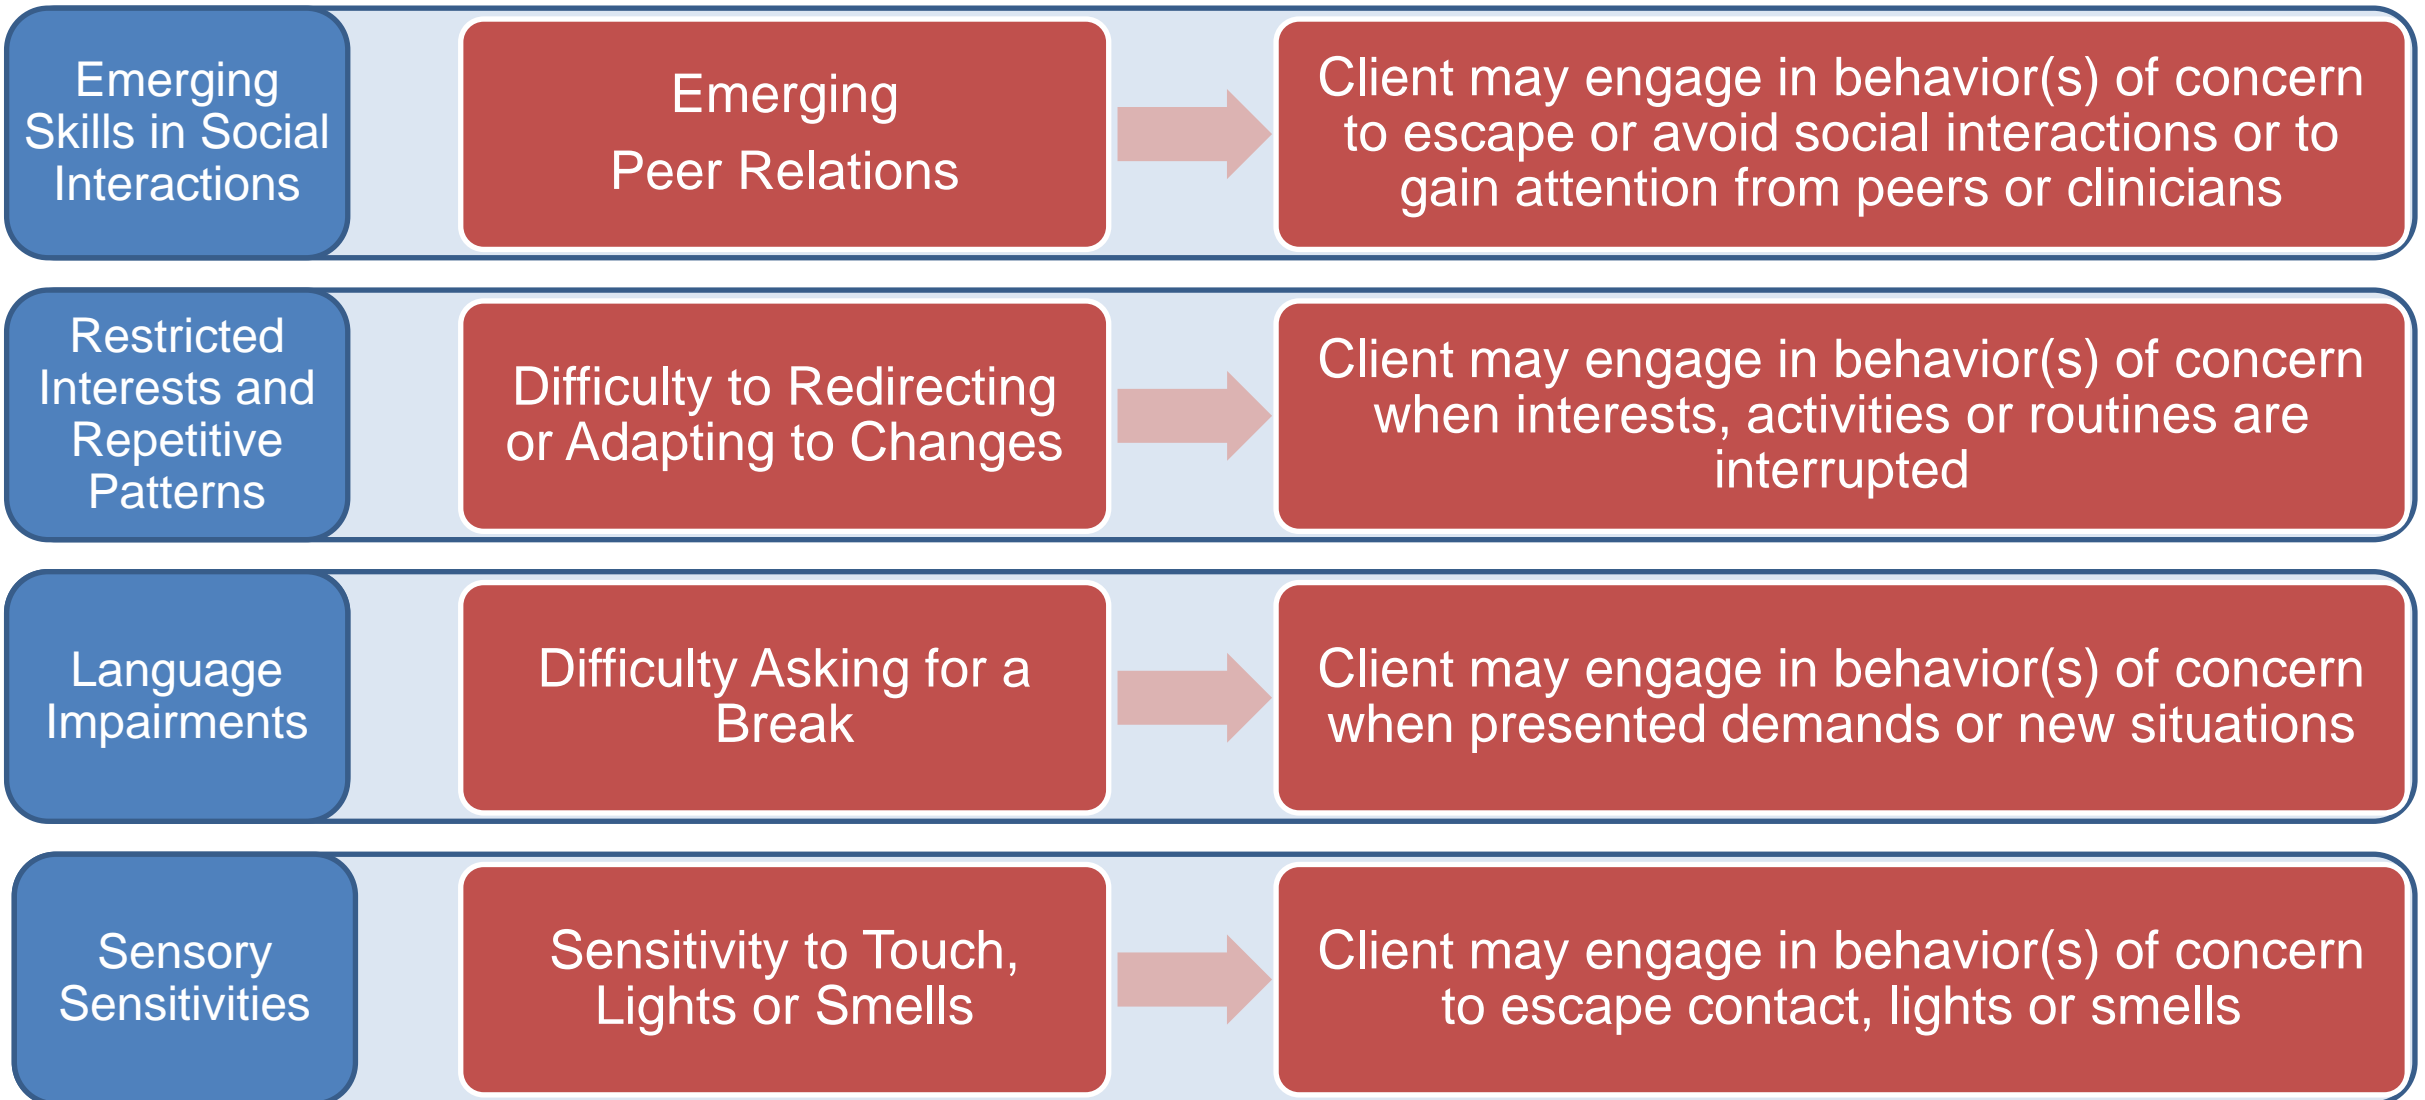 Emerging
Skills in Social
Interactions
Emerging
Peer Relations
Client may engage in behavior(s) of concern
to escape or avoid social interactions or to
gain attention from peers or clinicians
Restricted
Interests and
Repetitive
Patterns
Difficulty to Redirecting
or Adapting to Changes
Client may engage in behavior(s) of concern
when interests, activities or routines are
interrupted
Language
Impairments
Difficulty Asking for a
Break
Client may engage in behavior(s) of concern
when presented demands or new situations
Sensory
Sensitivities
Sensitivity to Touch,
Lights or Smells
Client may engage in behavior(s) of concern
to escape contact, lights or smells